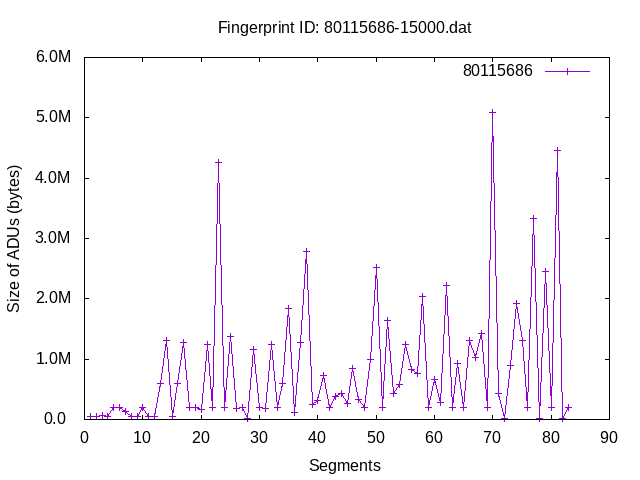 Fingerprint ID: 80115686-15000.dat
80115686
6.0M
5.0M
4.0M
3.0M
2.0M
1.0M
0.0
Size of ADUs (bytes)
0 10 20 30 40 50 60 70 80 90
Segments